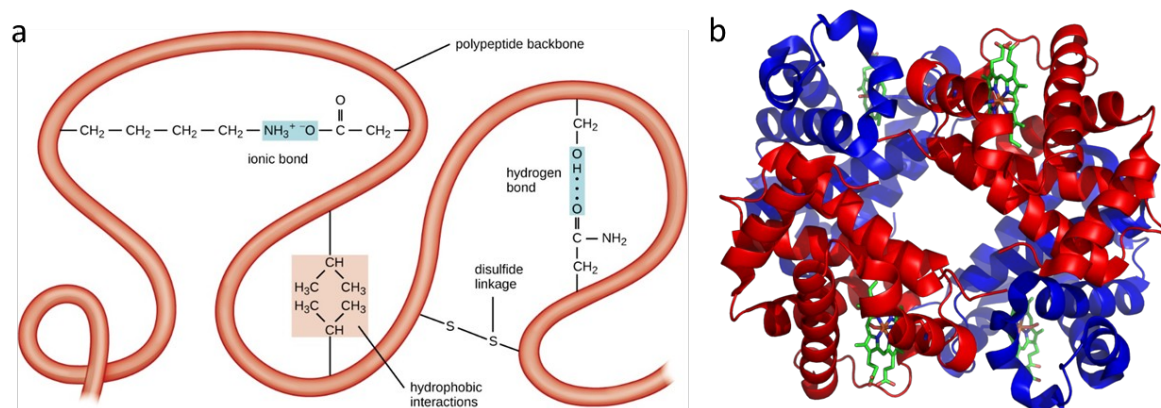 a
b
polypeptide backbone
O
CH₂ — CH₂ — CH₂ — CH₂ — NH₃⁺ ⁻O — C — CH₂
ionic bond
CH₂
O
H
O
hydrogen
bond
C — NH₂
CH₂
CH
H₃C CH₃
H₃C CH₃
CH
disulfide
linkage
S
S
hydrophobic
interactions